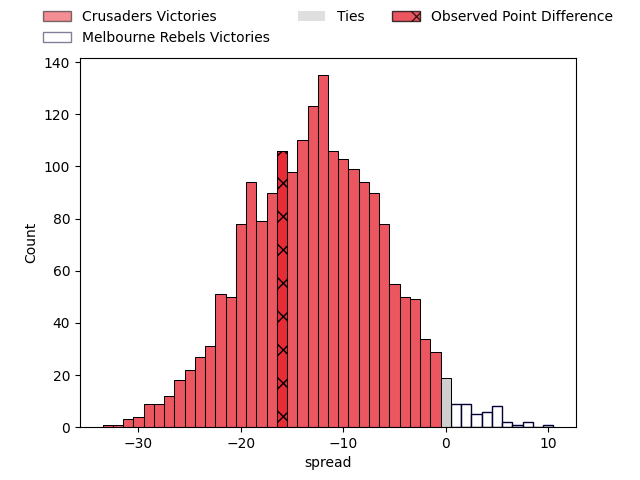 Crusaders Victories
Ties
Observed Point Difference
Melbourne Rebels Victories
140
120
100
80
60
40
20
0
Count
−30
−20
−10
0
10
spread